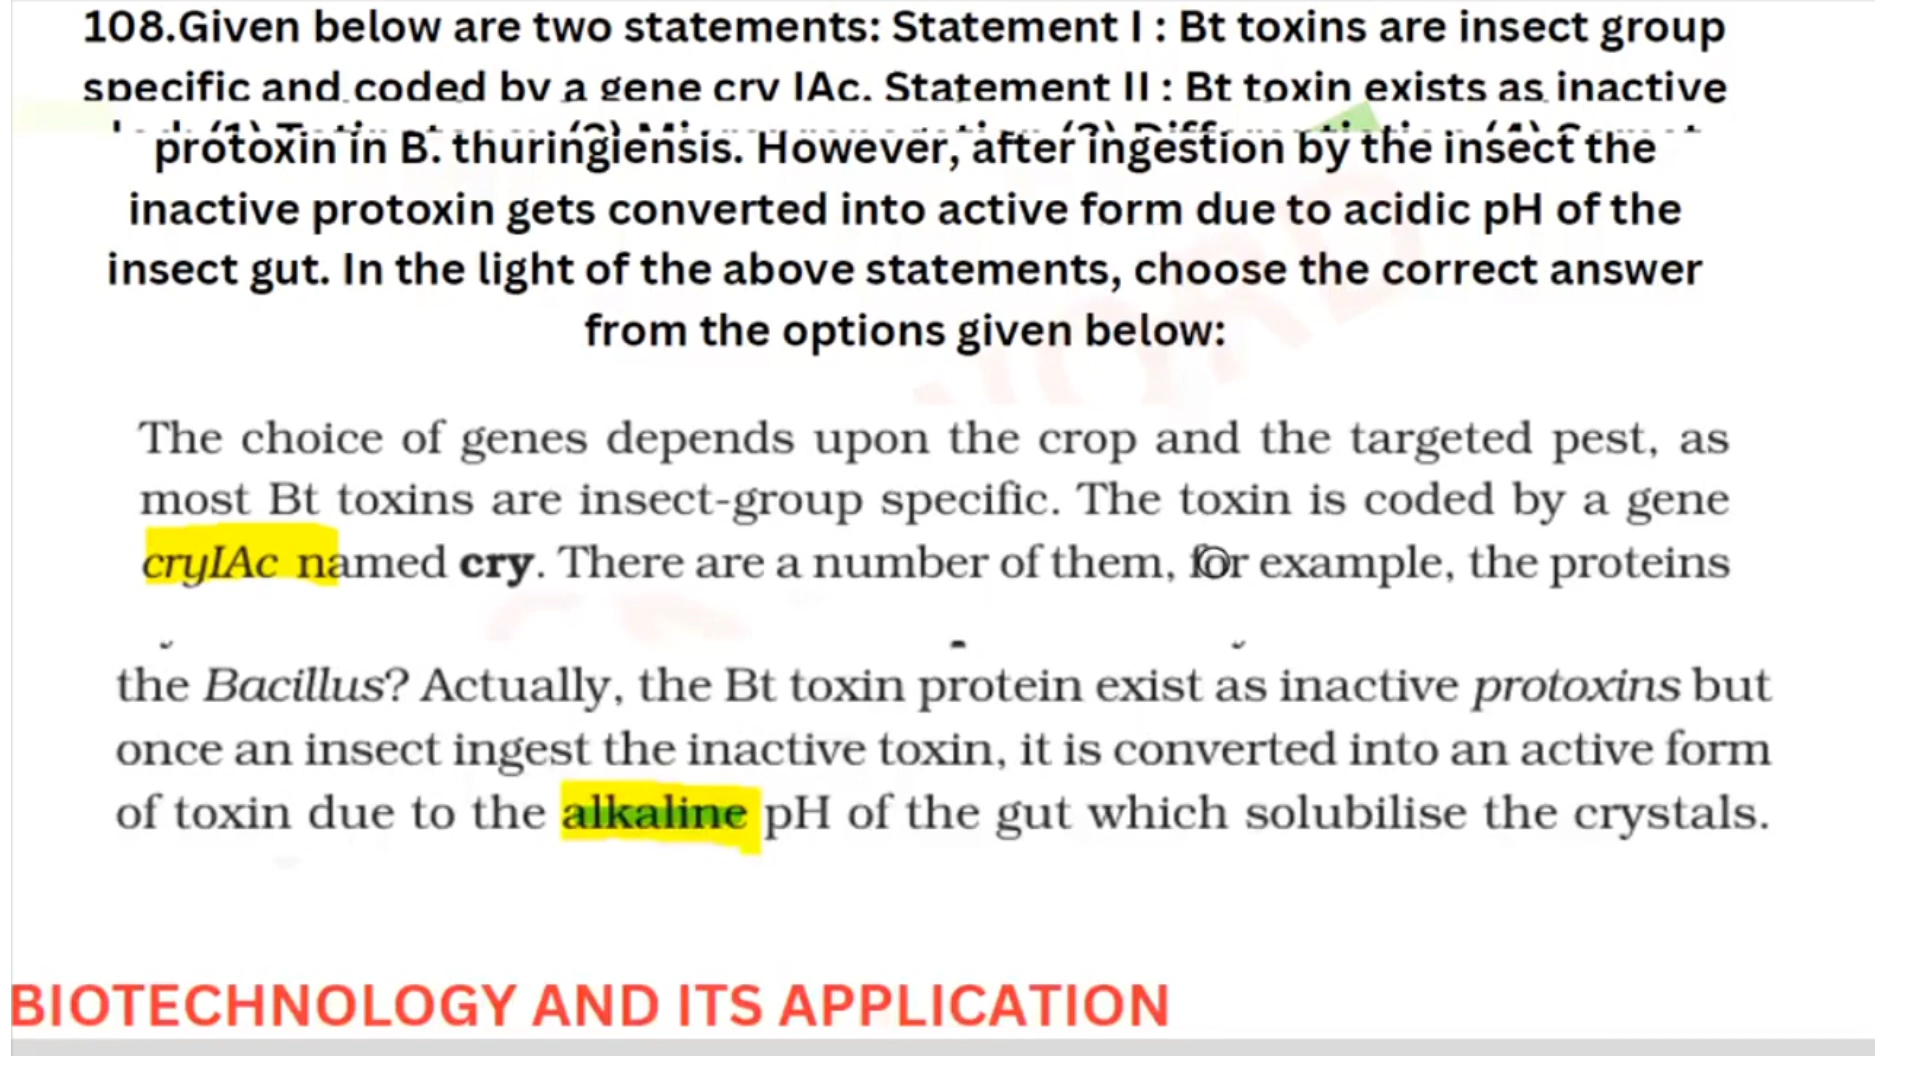 108.Given below are two statements: Statement I : Bt toxins are insect group
specific and coded by a gene cry IAc. Statement II : Bt toxin exists as inactive
protoxin in B. thuringiensis. However, after ingestion by the insect the
inactive protoxin gets converted into active form due to acidic pH of the
insect gut. In the light of the above statements, choose the correct answer
from the options given below:
The choice of genes depends upon the crop and the targeted pest, as
most Bt toxins are insect-group specific. The toxin is coded by a gene
cryIAc named cry. There are a number of them, for example, the proteins
the Bacillus? Actually, the Bt toxin protein exist as inactive protoxins but
once an insect ingest the inactive toxin, it is converted into an active form
of toxin due to the alkaline pH of the gut which solubilise the crystals.
BIOTECHNOLOGY AND ITS APPLICATION